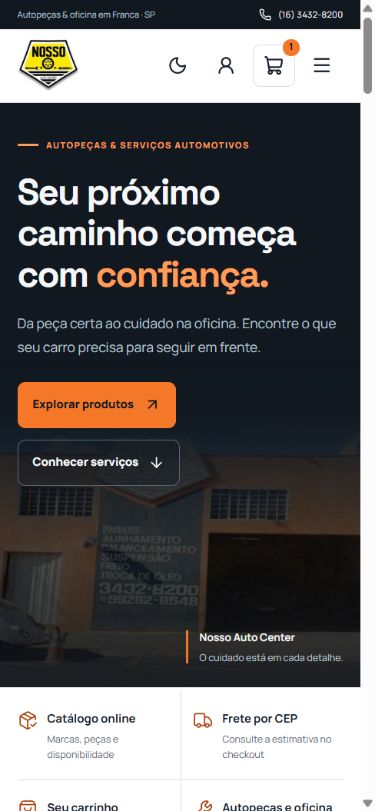 Autopeças & oficina em Franca · SP
(16) 3432-8200
NOSSO
1
AUTOPEÇAS & SERVIÇOS AUTOMOTIVOS
Seu próximo
caminho começa
com confiança.
Da peça certa ao cuidado na oficina. Encontre o que
seu carro precisa para seguir em frente.
Explorar produtos
Conhecer serviços
PNEUS
ALINHAMENTO
BALANCEAMENTO
SUSPENSÃO
FREIO
TROCA DE ÓLEO
3432-8200
99262-8548
Nosso Auto Center
O cuidado está em cada detalhe.
Catálogo online
Marcas, peças e
disponibilidade
Frete por CEP
Consulte a estimativa no
checkout
Seu carrinho
Autopeças e oficina